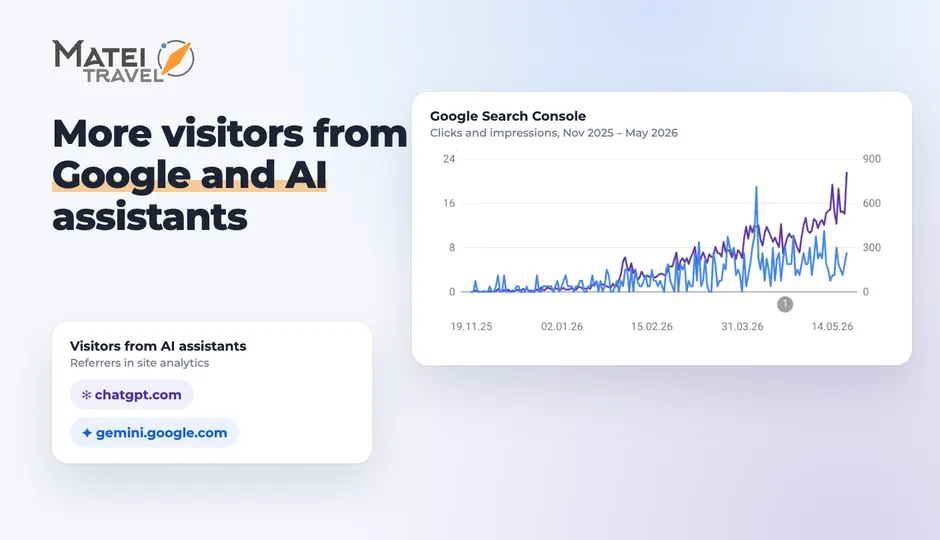 MATEI
TRAVEL
More visitors from
Google and AI
assistants
Google Search Console
Clicks and impressions, Nov 2025 – May 2026
24
900
16
600
8
300
0
0
1
19.11.25
02.01.26
15.02.26
31.03.26
14.05.26
Visitors from AI assistants
Referrers in site analytics
chatgpt.com
gemini.google.com